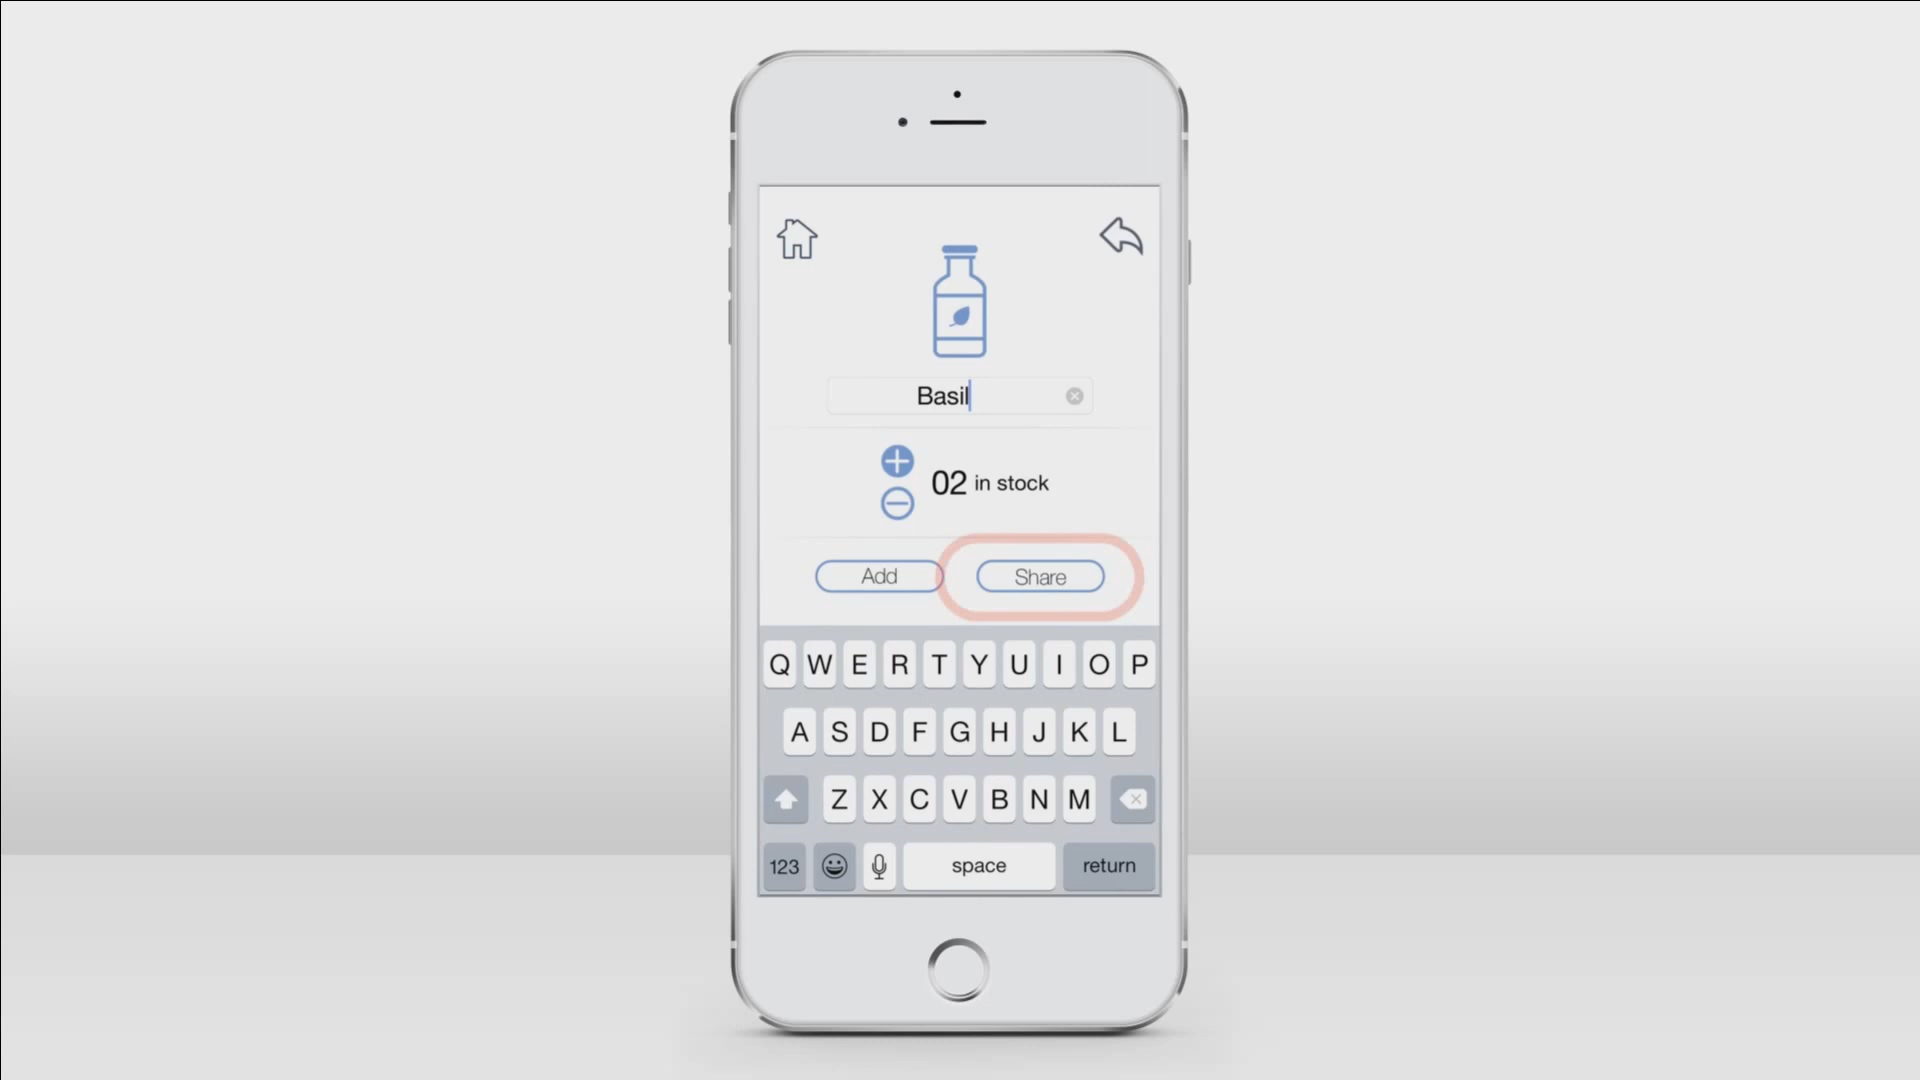 Basil
02 in stock
Add Share
Q W E R T Y U I O P
A S D F G H J K L
Z X C V B N M
123 space return